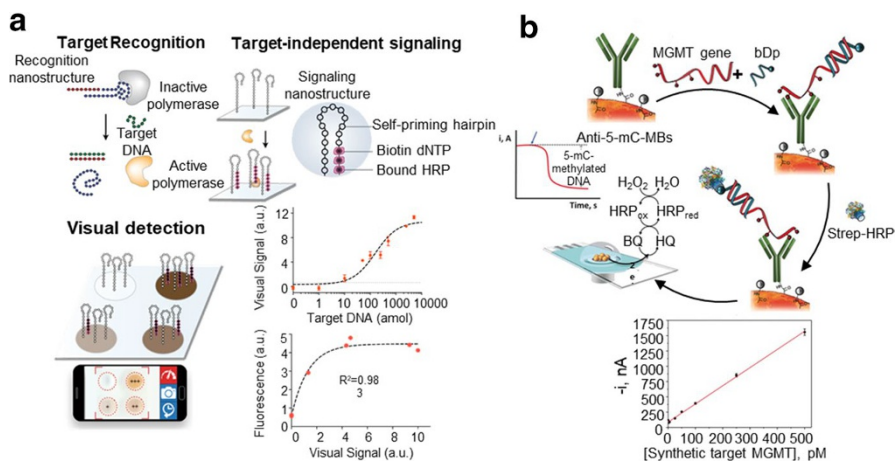 a
Target Recognition
Recognition
nanostructure
Inactive
polymerase
Target
DNA
Active
polymerase
Target-independent signaling
Signaling
nanostructure
Self-priming hairpin
Biotin dNTP
Bound HRP
Visual detection
Visual Signal (a.u.)
12
8
4
0
0 1 10 100 1000 10000
Target DNA (amol)
Fluorescence (a.u.)
5
4
3
2
1
0
R²=0.98
3
0 2 4 6 8 10
Visual Signal (a.u.)
b
MGMT gene
+
bDp
Anti-5-mC-MBs
i, A
5-mC-
methylated
DNA
Time, s
H₂O₂ H₂O
HRPox HRPred
BQ HQ
2
e
Strep-HRP
-i, nA
1750
1500
1250
1000
750
500
250
0
0 100 200 300 400 500
[Synthetic target MGMT], pM